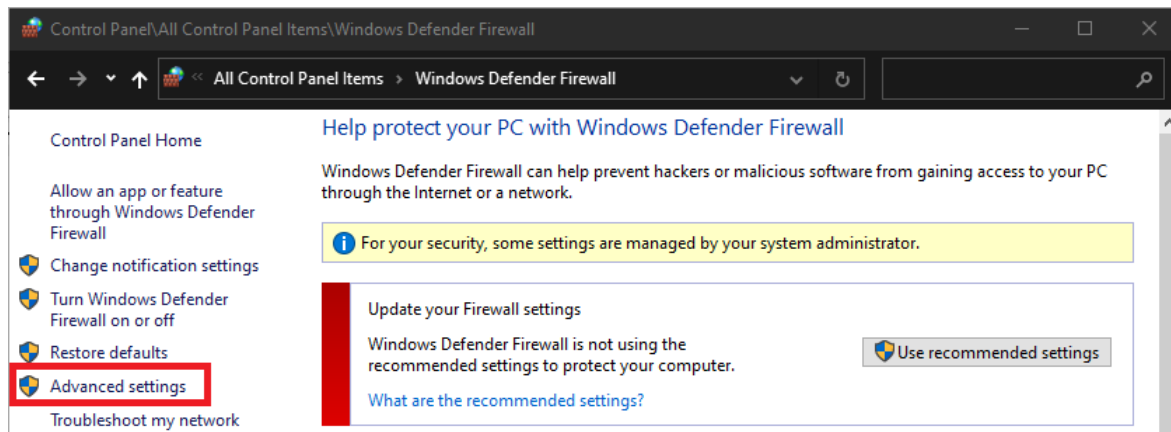 Control Panel\All Control Panel Items\Windows Defender Firewall
« All Control Panel Items › Windows Defender Firewall
Control Panel Home
Allow an app or feature
through Windows Defender
Firewall
Change notification settings
Turn Windows Defender
Firewall on or off
Restore defaults
Advanced settings
Troubleshoot my network
Help protect your PC with Windows Defender Firewall
Windows Defender Firewall can help prevent hackers or malicious software from gaining access to your PC
through the Internet or a network.
For your security, some settings are managed by your system administrator.
Update your Firewall settings
Windows Defender Firewall is not using the
recommended settings to protect your computer.
Use recommended settings
What are the recommended settings?